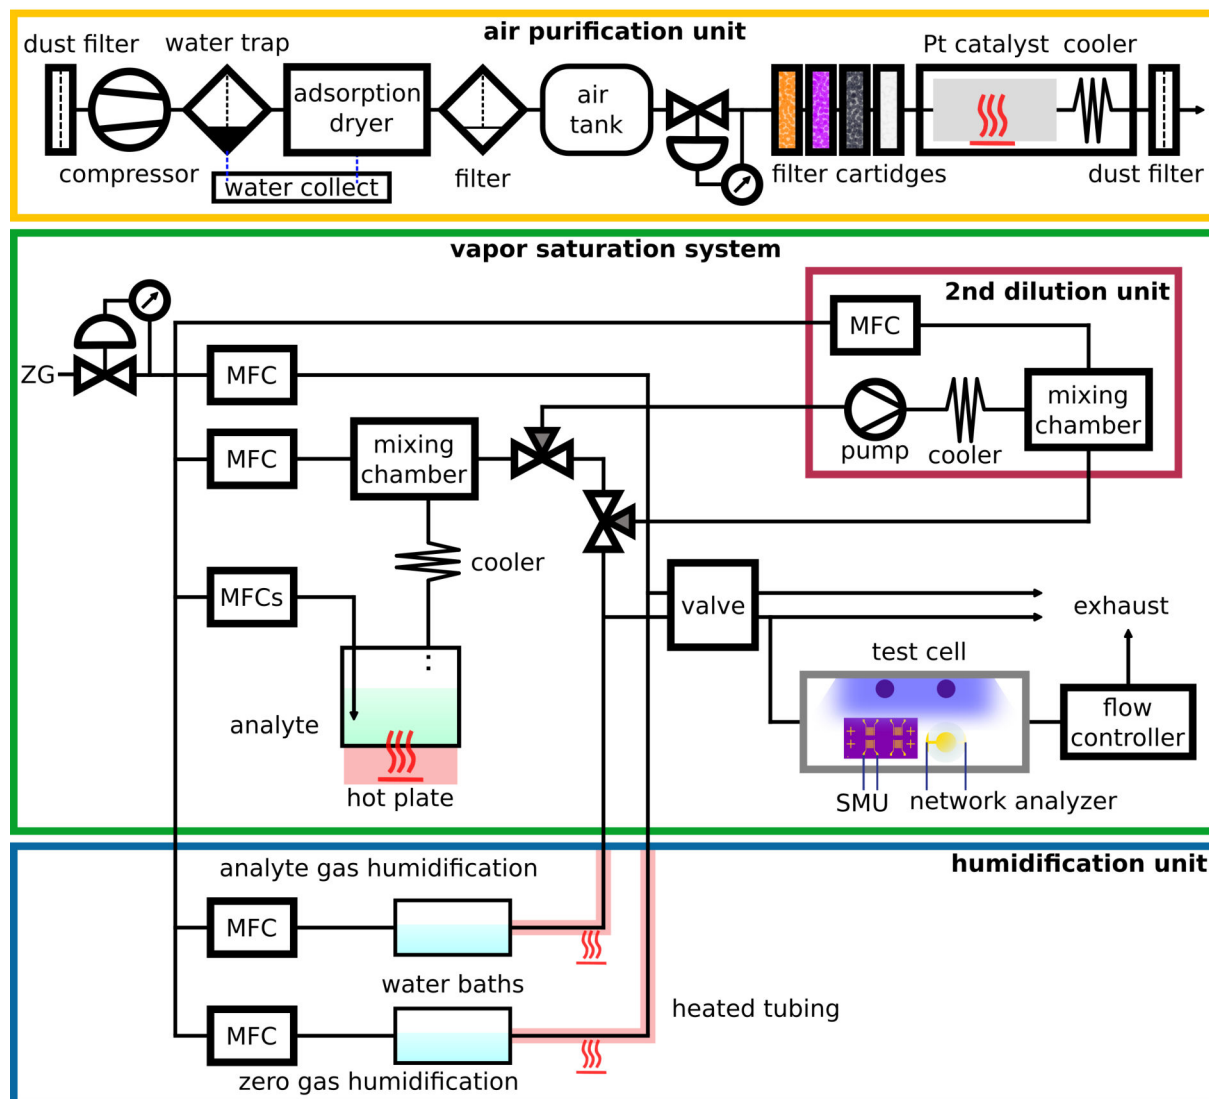 air purification unit
dust filter
water trap
Pt catalyst
cooler
adsorption
dryer
air
tank
compressor
water collect
filter
filter cartidges
dust filter
vapor saturation system
2nd dilution unit
MFC
ZG
MFC
mixing
chamber
pump
cooler
MFC
mixing
chamber
cooler
MFCs
valve
exhaust
test cell
analyte
flow
controller
hot plate
SMU
network analyzer
humidification unit
analyte gas humidification
MFC
water baths
heated tubing
MFC
zero gas humidification